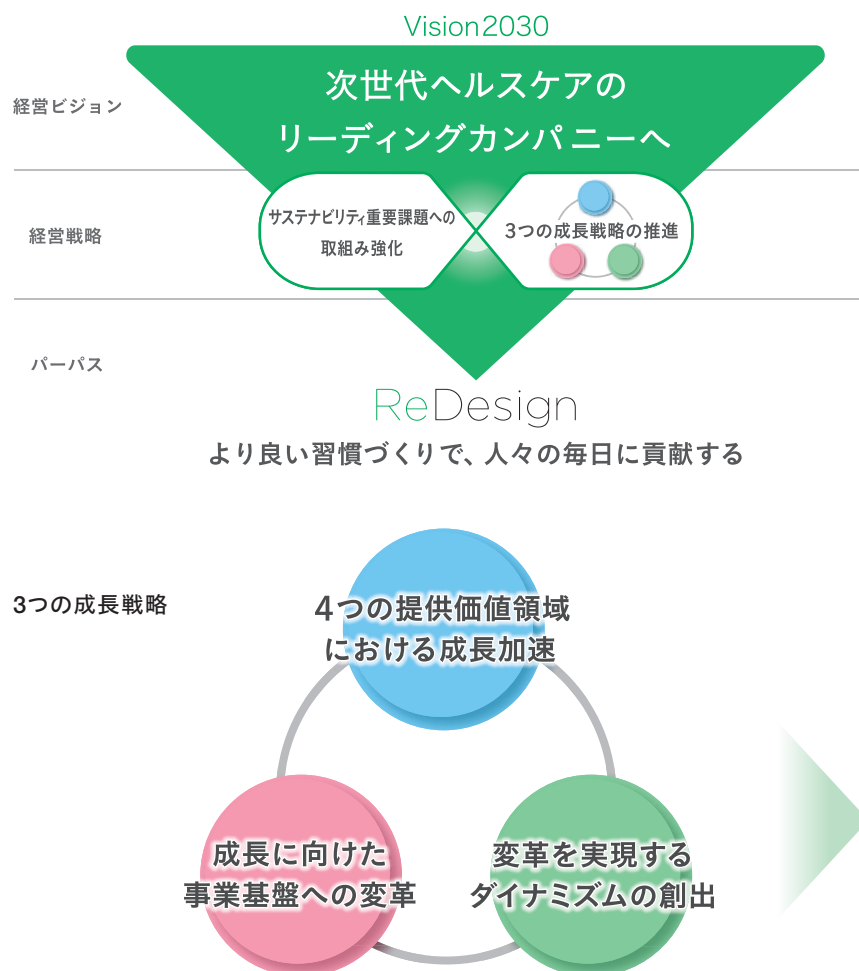 Vision2030
経営ビジョン
次世代ヘルスケアの
リーディングカンパニーへ
経営戦略
サステナビリティ重要課題への
取組み強化
3つの成長戦略の推進
パーパス
ReDesign
より良い習慣づくりで、人々の毎日に貢献する
3つの成長戦略
4つの提供価値領域
における成長加速
成長に向けた
事業基盤への変革
変革を実現する
ダイナミズムの創出